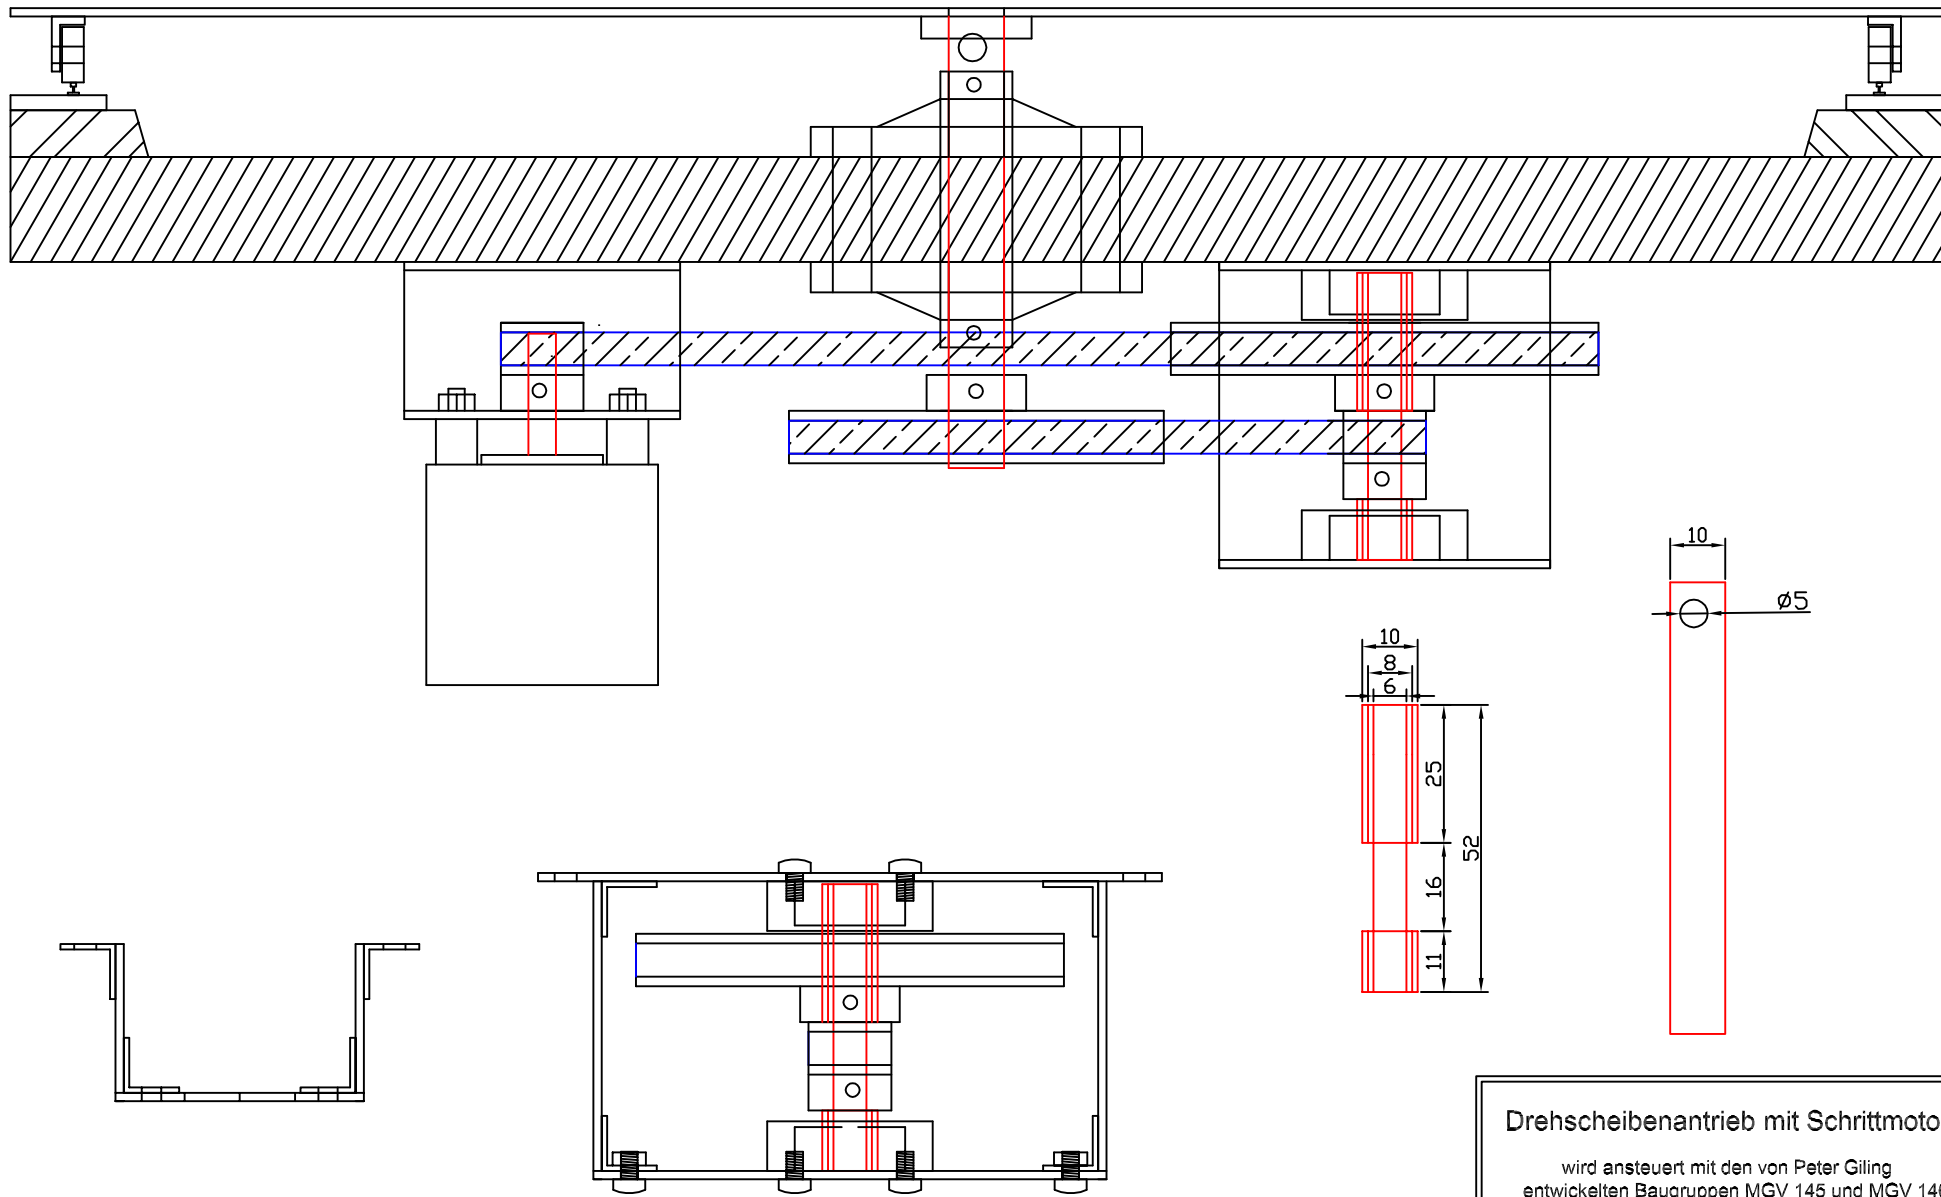 10
ø5
10
8
6
25
52
16
11
Drehscheibenantrieb mit Schrittmoto
wird ansteuert mit den von Peter Giling
entwickelten Baugruppen MGV 145 und MGV 146